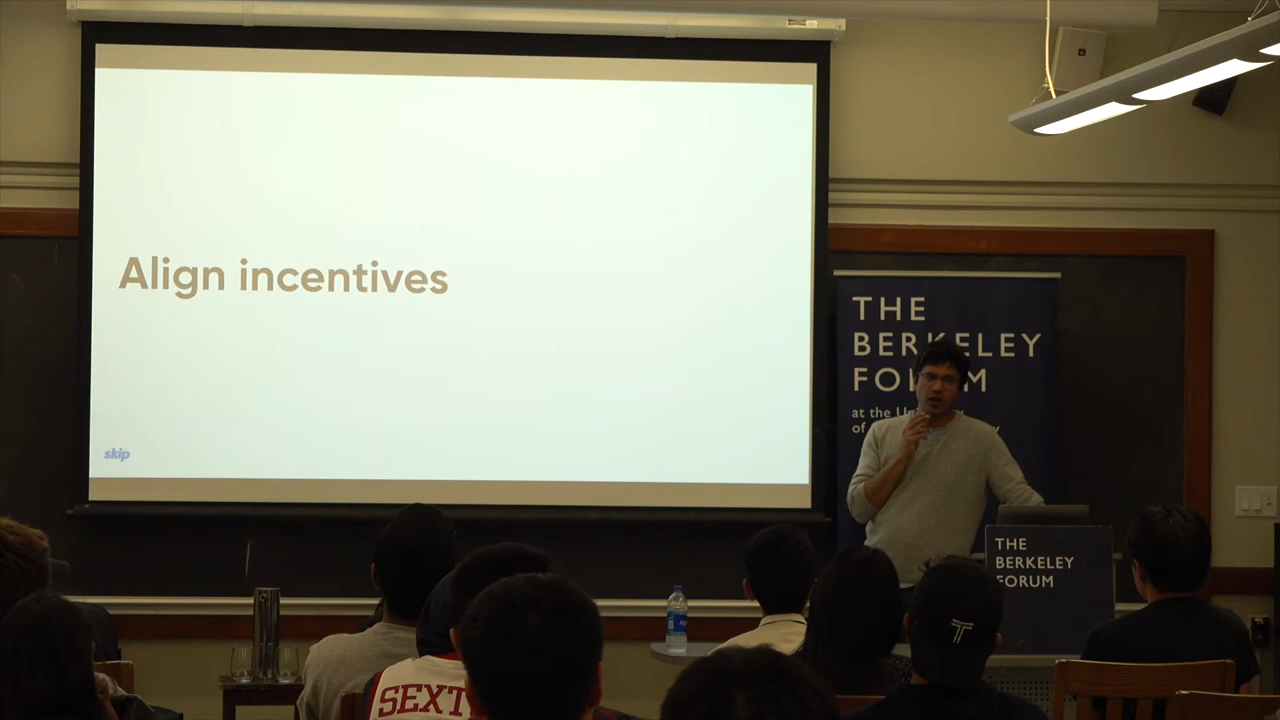 Align incentives
skip
THE
BERKELEY
FORUM
at the
of
THE
BERKELEY
FORUM
SEXT
T